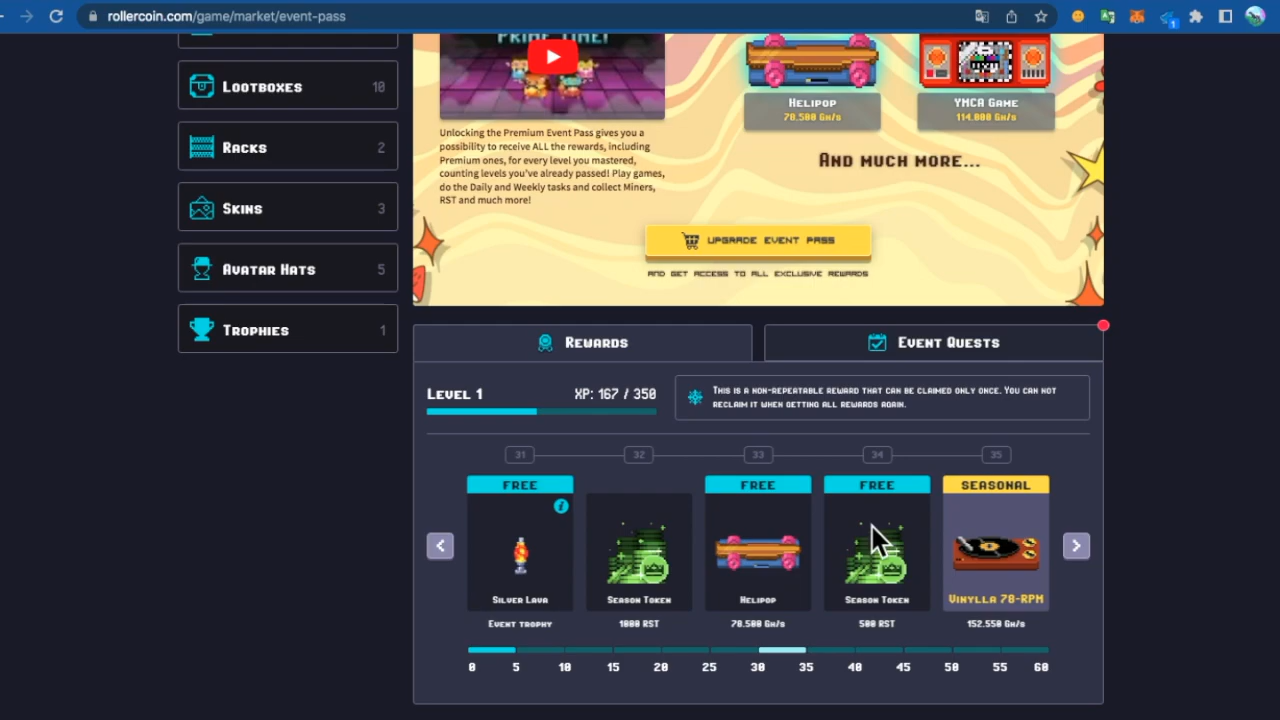 rollercoin.com/game/market/event-pass
1
Lootboxes 10
Racks 2
Skins 3
Avatar Hats 5
Trophies 1
PRIME TIME!
Unlocking the Premium Event Pass gives you a
possibility to receive ALL the rewards, including
Premium ones, for every level you mastered,
counting levels you've already passed! Play games,
do the Daily and Weekly tasks and collect Miners,
RST and much more!
Helipop
70.500 Gh/s
YMCA Game
114.000 Gh/s
And much more...
UPGRADE EVENT PASS
AND GET ACCESS TO ALL EXCLUSIVE REWARDS
Rewards
Event Quests
Level 1
XP: 167 / 350
This is a non-repeatable reward that can be claimed only once. You can not
reclaim it when getting all rewards again.
31 32 33 34 35
FREE
Silver Lava
Event trophy
Season Token
1000 RST
FREE
Helipop
70.500 Gh/s
FREE
Season Token
500 RST
SEASONAL
Vinylla 78-RPM
152.550 Gh/s
0 5 10 15 20 25 30 35 40 45 50 55 60